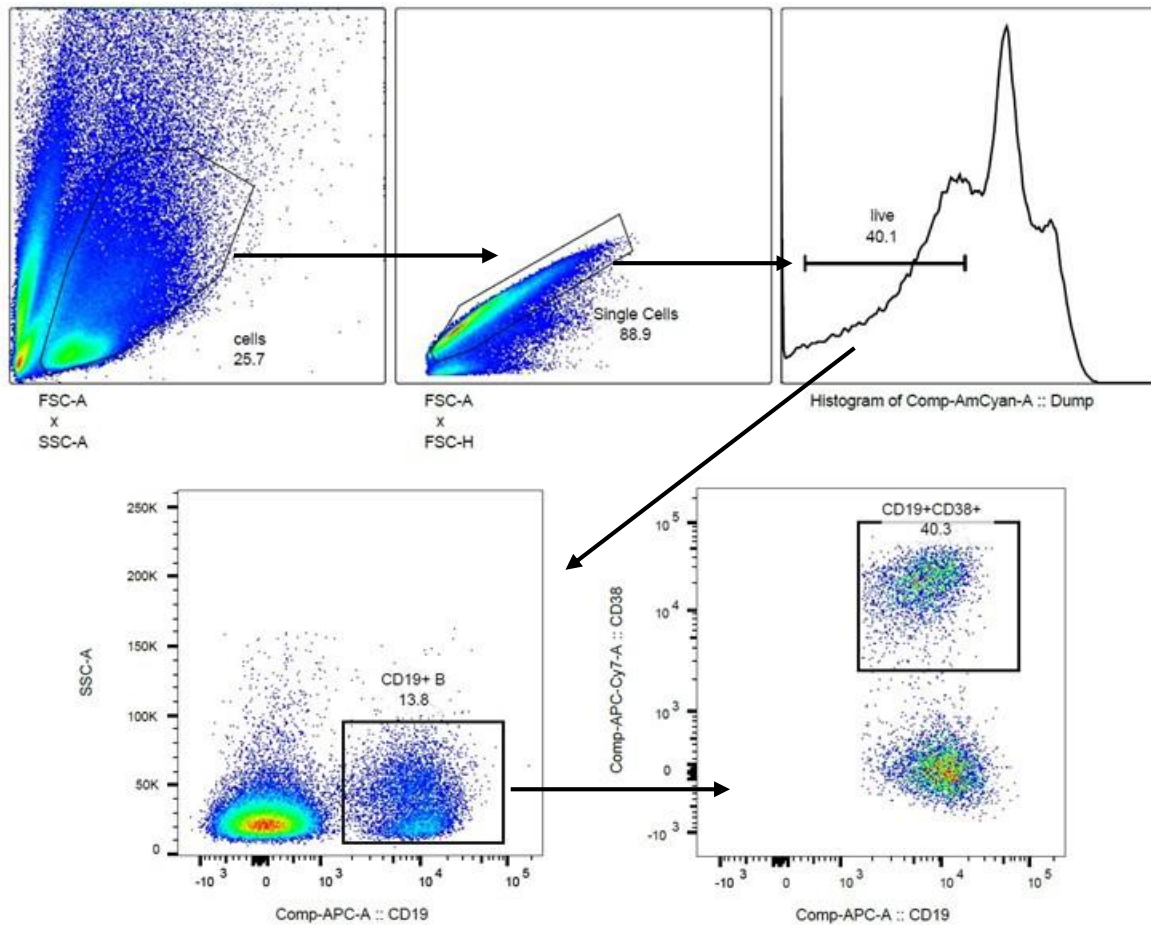 cells
25.7
FSC-A
x
SSC-A
Single Cells
88.9
FSC-A
x
FSC-H
live
40.1
Histogram of Comp-AmCyan-A :: Dump
250K
200K
150K
100K
50K
0
SSC-A
CD19+ B
13.8
-10 3
0
10 3
10 4
10 5
Comp-APC-A :: CD19
10 5
10 4
10 3
0
-10 3
Comp-APC-Cy7-A :: CD38
CD19+CD38+
40.3
-10 3
0
10 3
10 4
10 5
Comp-APC-A :: CD19